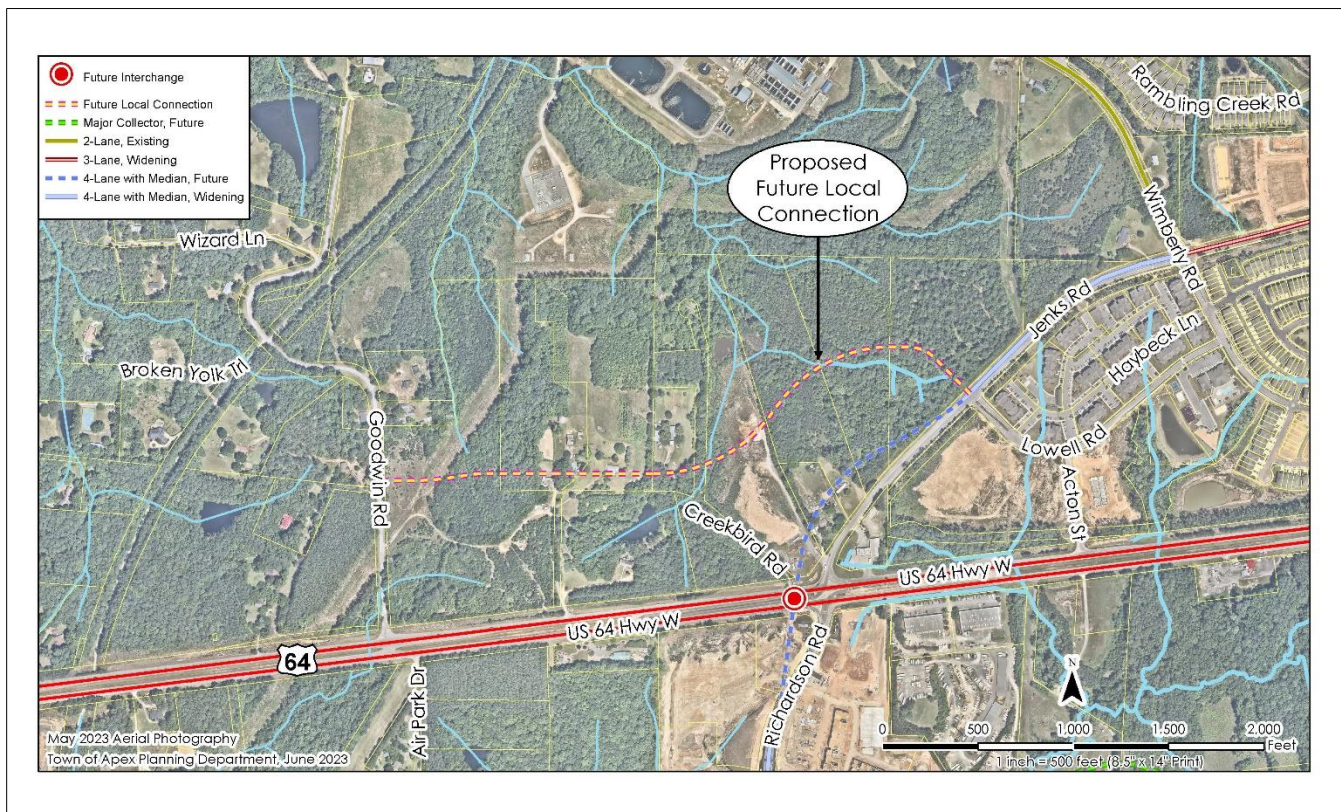 Future Interchange
Future Local Connection
Major Collector, Future
2-Lane, Existing
3-Lane, Widening
4-Lane with Median, Future
4-Lane with Median, Widening
Proposed
Future Local
Connection
Rambling Creek Rd
Wimberly Rd
Wizard Ln
Jenks Rd
Haybeck Ln
Broken Yolk Trl
Goodwin Rd
Lowell Rd
Acton St
Creekbird Rd
US 64 Hwy W
US 64 Hwy W
64
Richardson Rd
Air Park Dr
N
0 500 1,000 1,500 2,000
Feet
1 inch = 500 feet (8.5" x 14" Print)
May 2023 Aerial Photography
Town of Apex Planning Department, June 2023